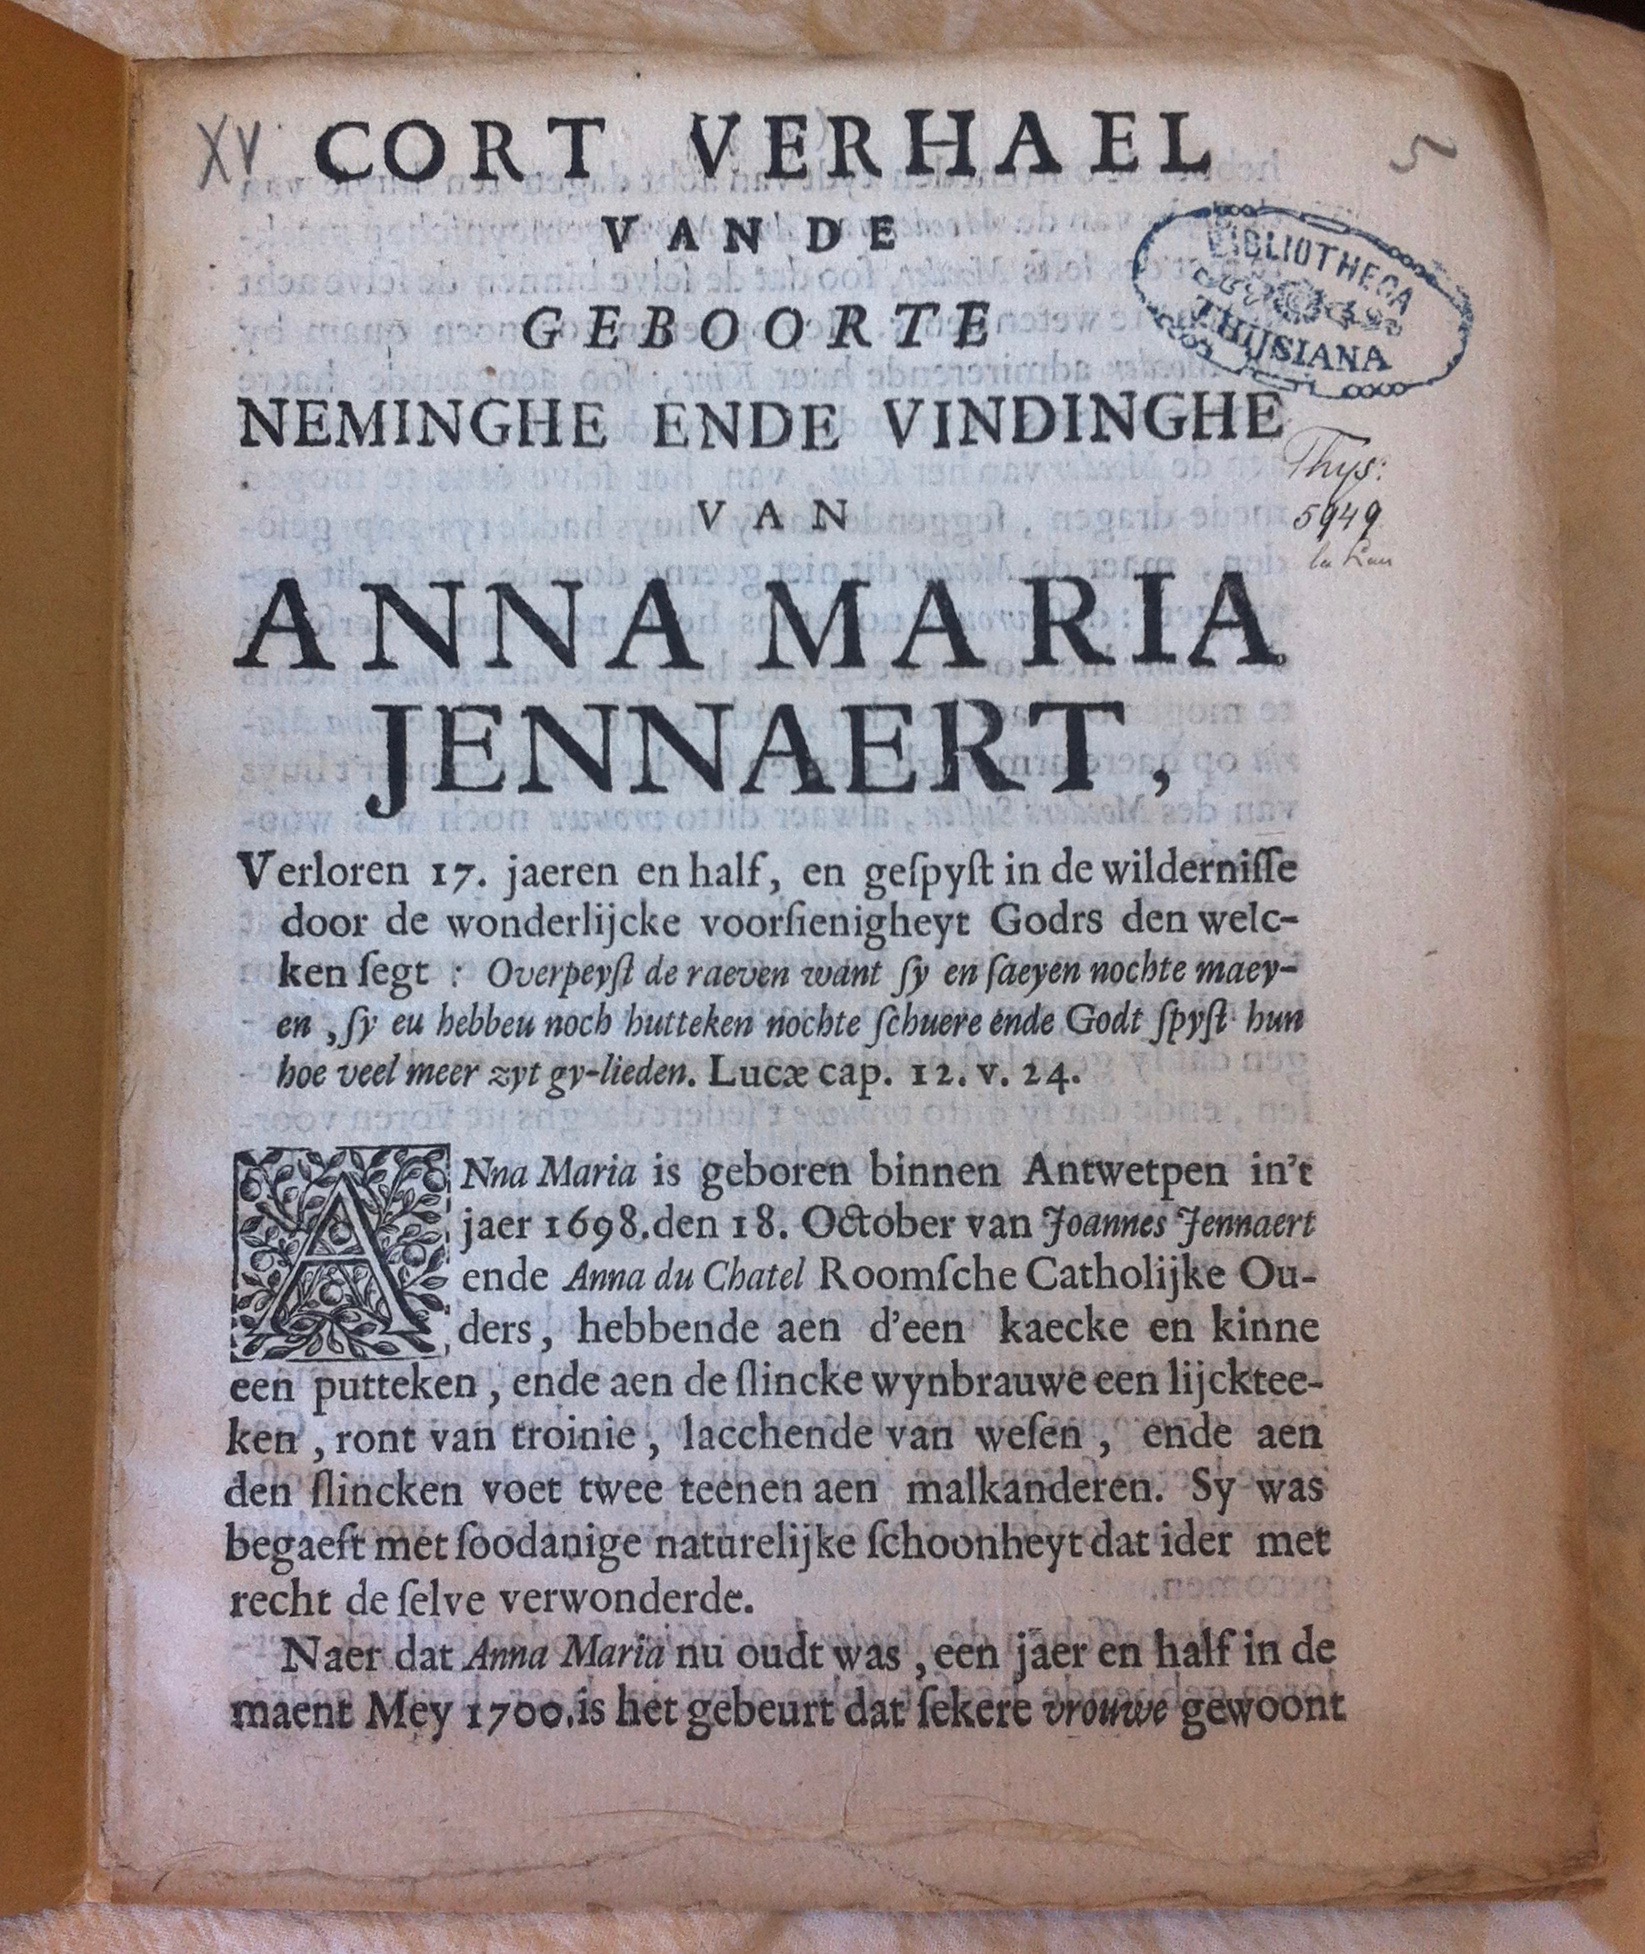 XV CORT VERHAEL 5
VAN DE
BIBLIOTHECA
THIJSIANA
GEBOORTE
NEMINGHE ENDE VINDINGHE
Thys:
5949
VAN
ANNA MARIA
JENNAERT,
Verloren 17. jaeren en half, en geſpyſt in de wilderniſſe
door de wonderlijcke voorſienigheyt Godrs den welc-
ken ſegt : Overpeyſt de raeven want ſy en ſaeyen nochte maey-
en , ſy eu hebbeu noch hutteken nochte ſchuere ende Godt ſpyſt hun
hoe veel meer zyt gy-lieden. Lucæ cap. 12. v. 24.
ANna Maria is geboren binnen Antwetpen in't
jaer 1698. den 18. October van Joannes Jennaert
ende Anna du Chatel Roomſche Catholijke Ou-
ders, hebbende aen d'een kaecke en kinne
een putteken, ende aen de ſlincke wynbrauwe een lijcktee-
ken, ront van troinie, lacchende van weſen, ende aen
den ſlincken voet twee teenen aen malkanderen. Sy was
begaeft met ſoodanige naturelijke ſchoonheyt dat ider met
recht de ſelve verwonderde.
Naer dat Anna Maria nu oudt was, een jaer en half in de
maent Mey 1700. is het gebeurt dat ſekere vrouwe gewoont